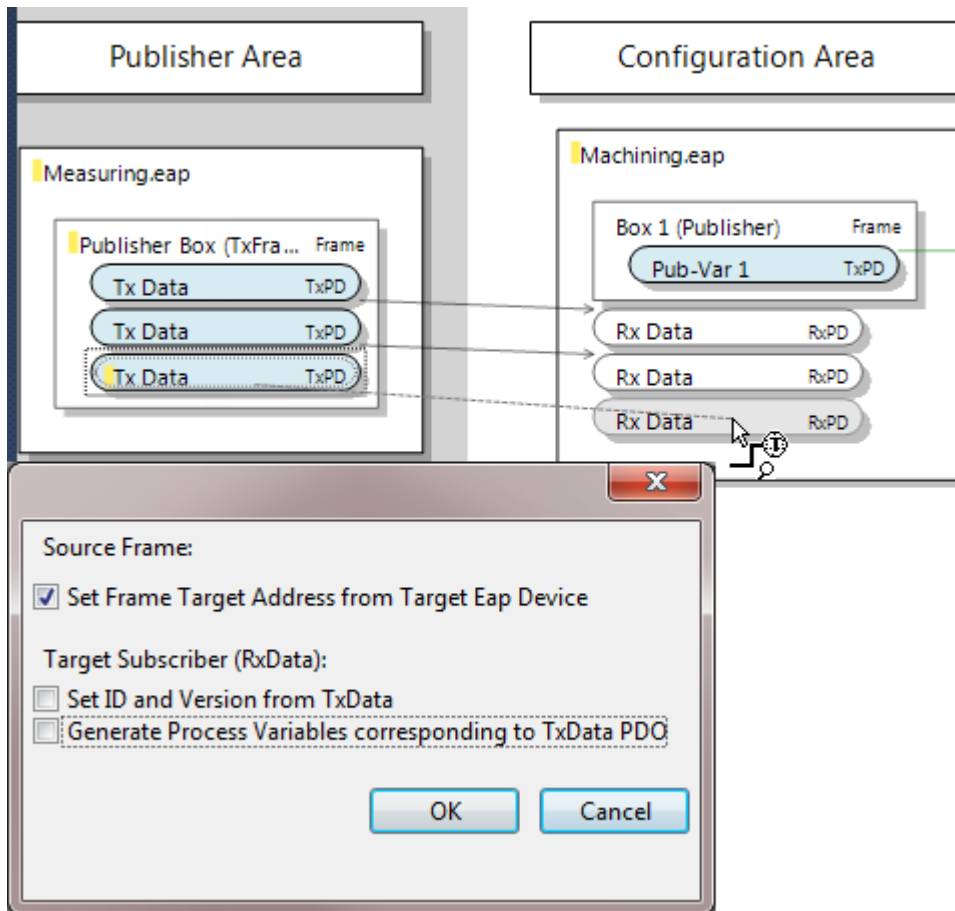 Publisher Area
Configuration Area
Measuring.eap
Publisher Box (TxFra... Frame
Tx Data TxPD
Tx Data TxPD
Tx Data TxPD
Machining.eap
Box 1 (Publisher) Frame
Pub-Var 1 TxPD
Rx Data RxPD
Rx Data RxPD
Rx Data RxPD
Source Frame:
Set Frame Target Address from Target Eap Device
Target Subscriber (RxData):
Set ID and Version from TxData
Generate Process Variables corresponding to TxData PDO
OK Cancel